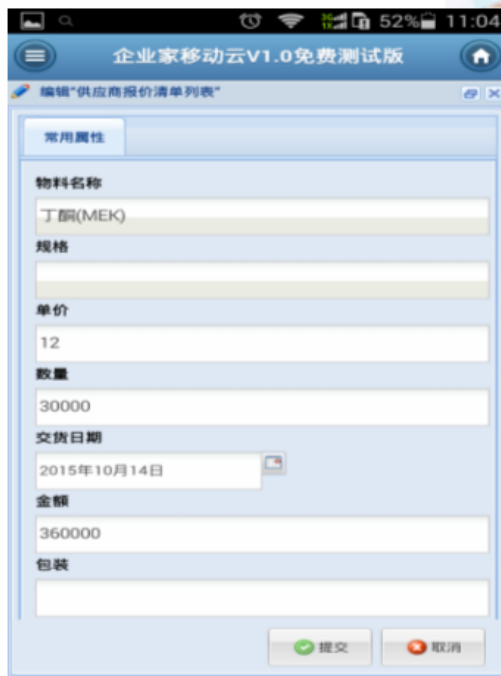 52% 11:04
企业家移动云V1.0免费测试版
编辑"供应商报价清单列表"
常用属性
物料名称
丁酮(MEK)
规格
单价
12
数量
30000
交货日期
2015年10月14日
金额
360000
包装
提交 取消